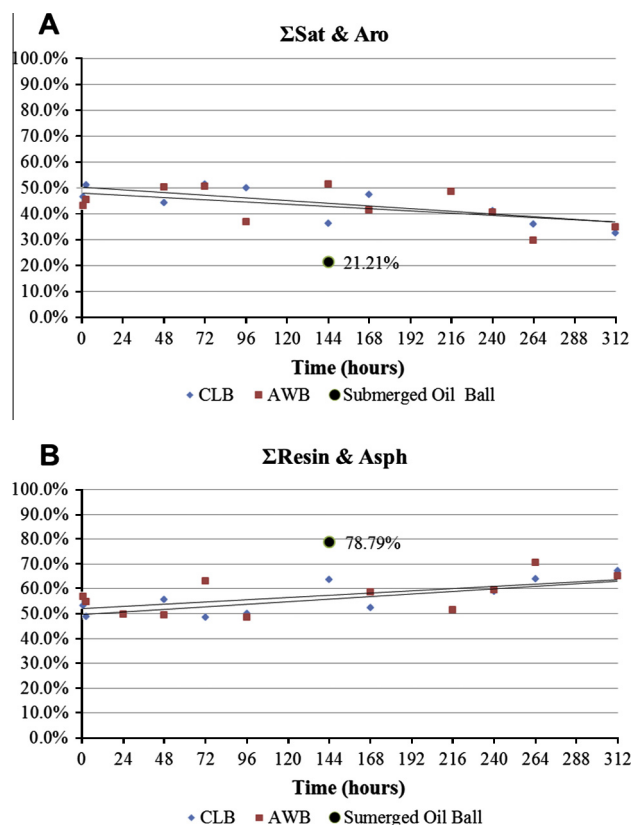 A
ΣSat & Aro
100.0%
90.0%
80.0%
70.0%
60.0%
50.0%
40.0%
30.0%
20.0%
10.0%
0.0%
21.21%
0 24 48 72 96 120 144 168 192 216 240 264 288 312
Time (hours)
CLB AWB Submerged Oil Ball
B
ΣResin & Asph
100.0%
90.0%
80.0%
70.0%
60.0%
50.0%
40.0%
30.0%
20.0%
10.0%
0.0%
78.79%
0 24 48 72 96 120 144 168 192 216 240 264 288 312
Time (hours)
CLB AWB Sumerged Oil Ball